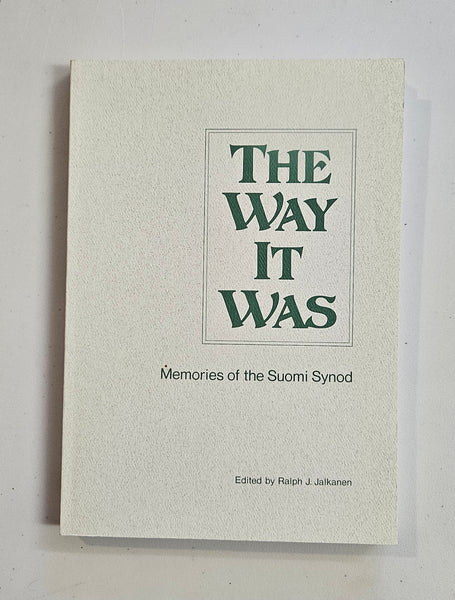 THE
WAY
IT
WAS
Memories of the Suomi Synod
Edited by Ralph J. Jalkanen